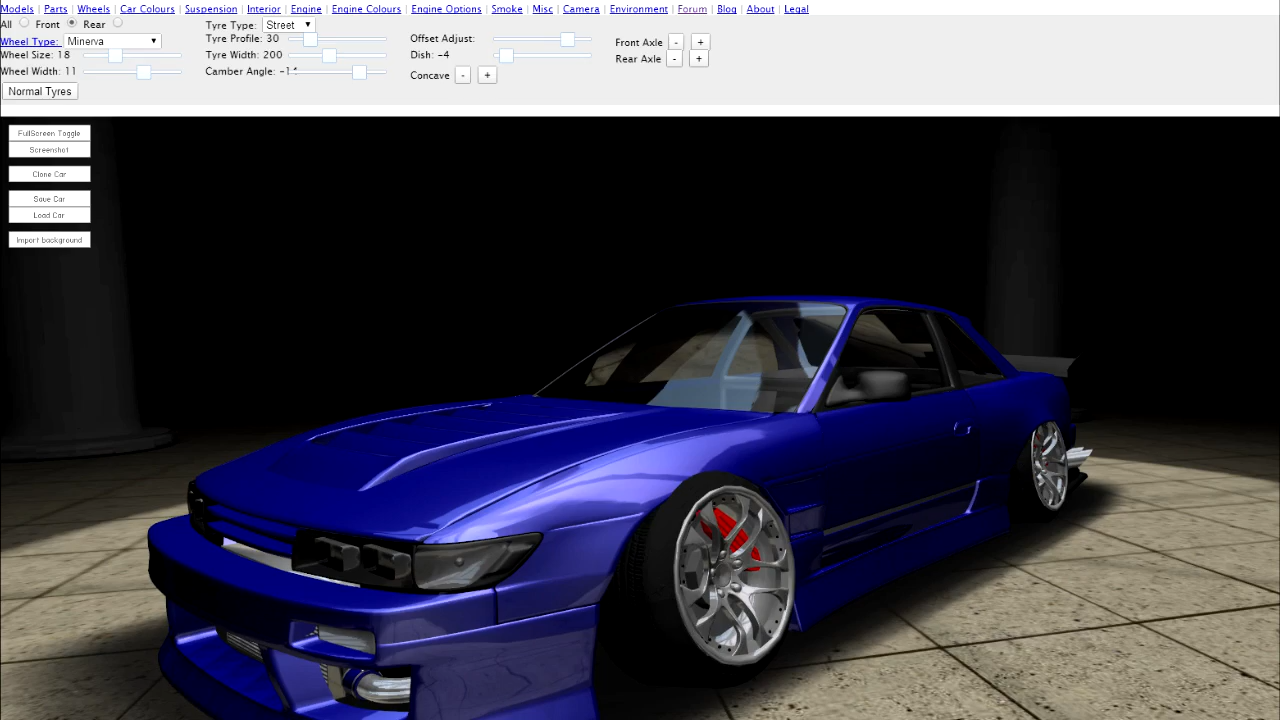 Models | Parts | Wheels | Car Colours | Suspension | Interior | Engine | Engine Colours | Engine Options | Smoke | Misc | Camera | Environment | Forum | Blog | About | Legal
All Front Rear
Wheel Type: Minerva
Wheel Size: 18
Wheel Width: 11
Normal Tyres
Tyre Type: Street
Tyre Profile: 30
Tyre Width: 200
Camber Angle:
Offset Adjust:
Dish: -4
Concave - +
Front Axle - +
Rear Axle - +
FullScreen Toggle
Screenshot
Clone Car
Save Car
Load Car
Import background